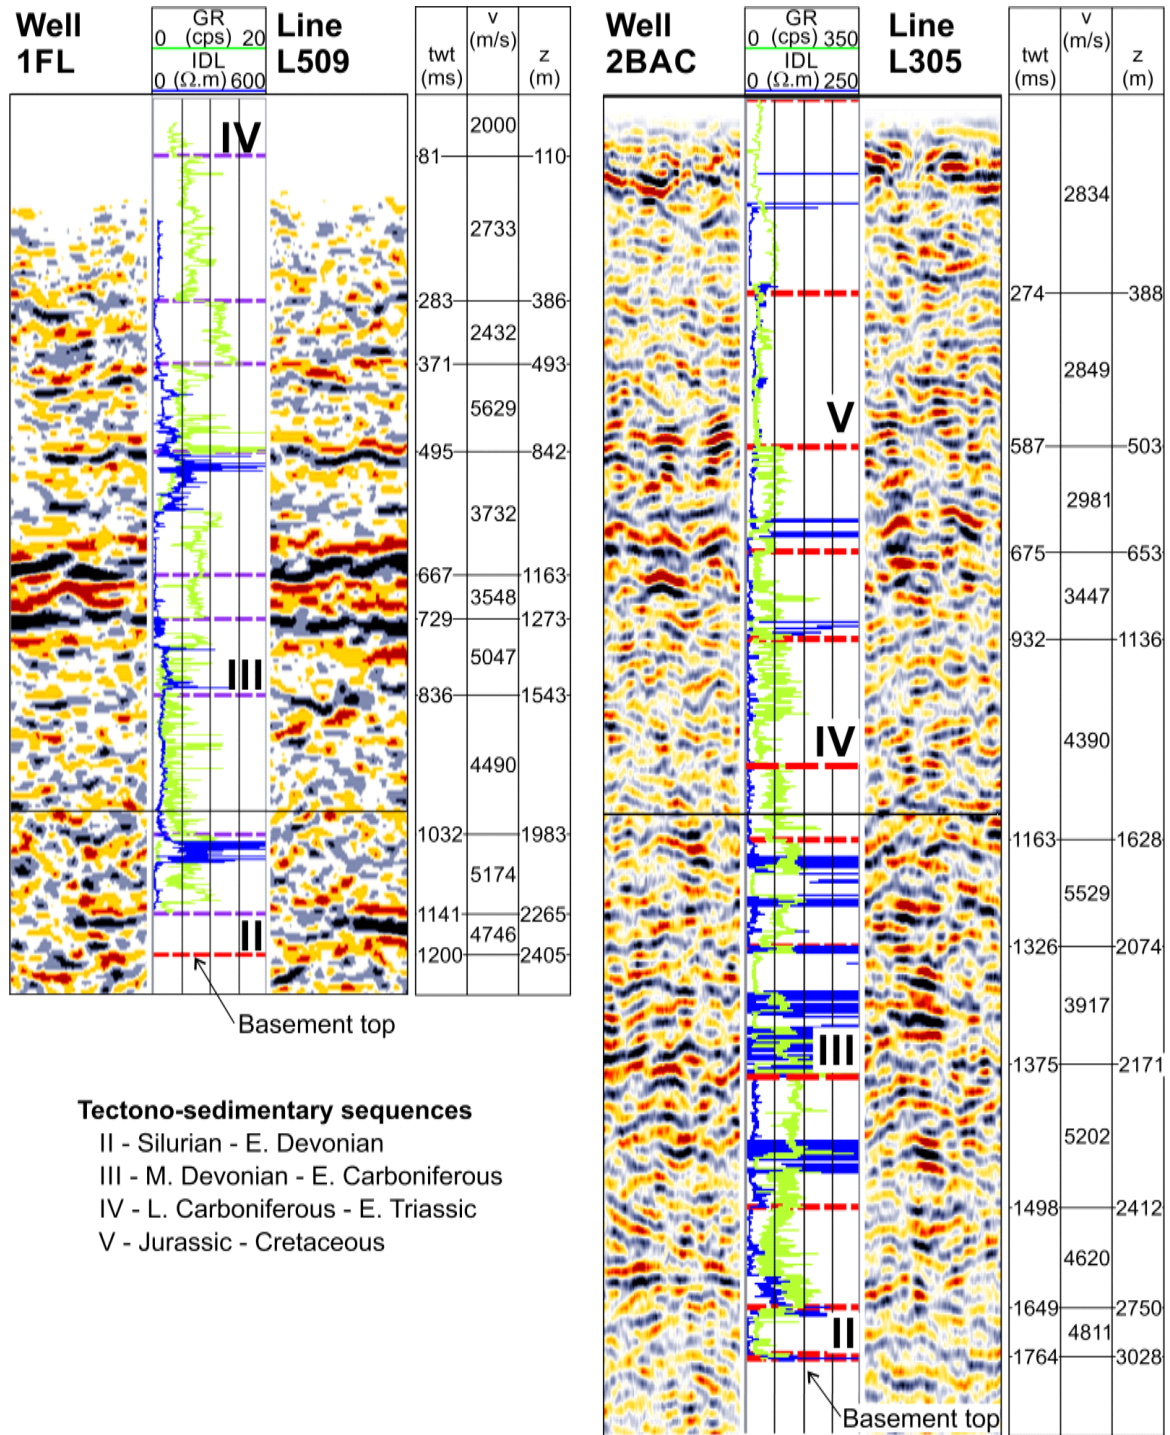 Well
1FL
GR
0 (cps) 20
IDL
0 (Ω.m) 600
Line
L509
twt
(ms)
v
(m/s)
z
(m)
IV
2000
81 110
2733
283 386
2432
371 493
5629
495 842
3732
667 1163
3548
729 1273
5047
III
836 1543
4490
1032 1983
5174
1141 2265
II
4746
1200 2405
Basement top
Tectono-sedimentary sequences
II - Silurian - E. Devonian
III - M. Devonian - E. Carboniferous
IV - L. Carboniferous - E. Triassic
V - Jurassic - Cretaceous
Well
2BAC
GR
0 (cps) 350
IDL
0 (Ω.m) 250
Line
L305
twt
(ms)
v
(m/s)
z
(m)
2834
274 388
2849
V
587 503
2981
675 653
3447
932 1136
IV
4390
1163 1628
5529
1326 2074
3917
III
1375 2171
5202
1498 2412
4620
1649 2750
II
4811
1764 3028
Basement top